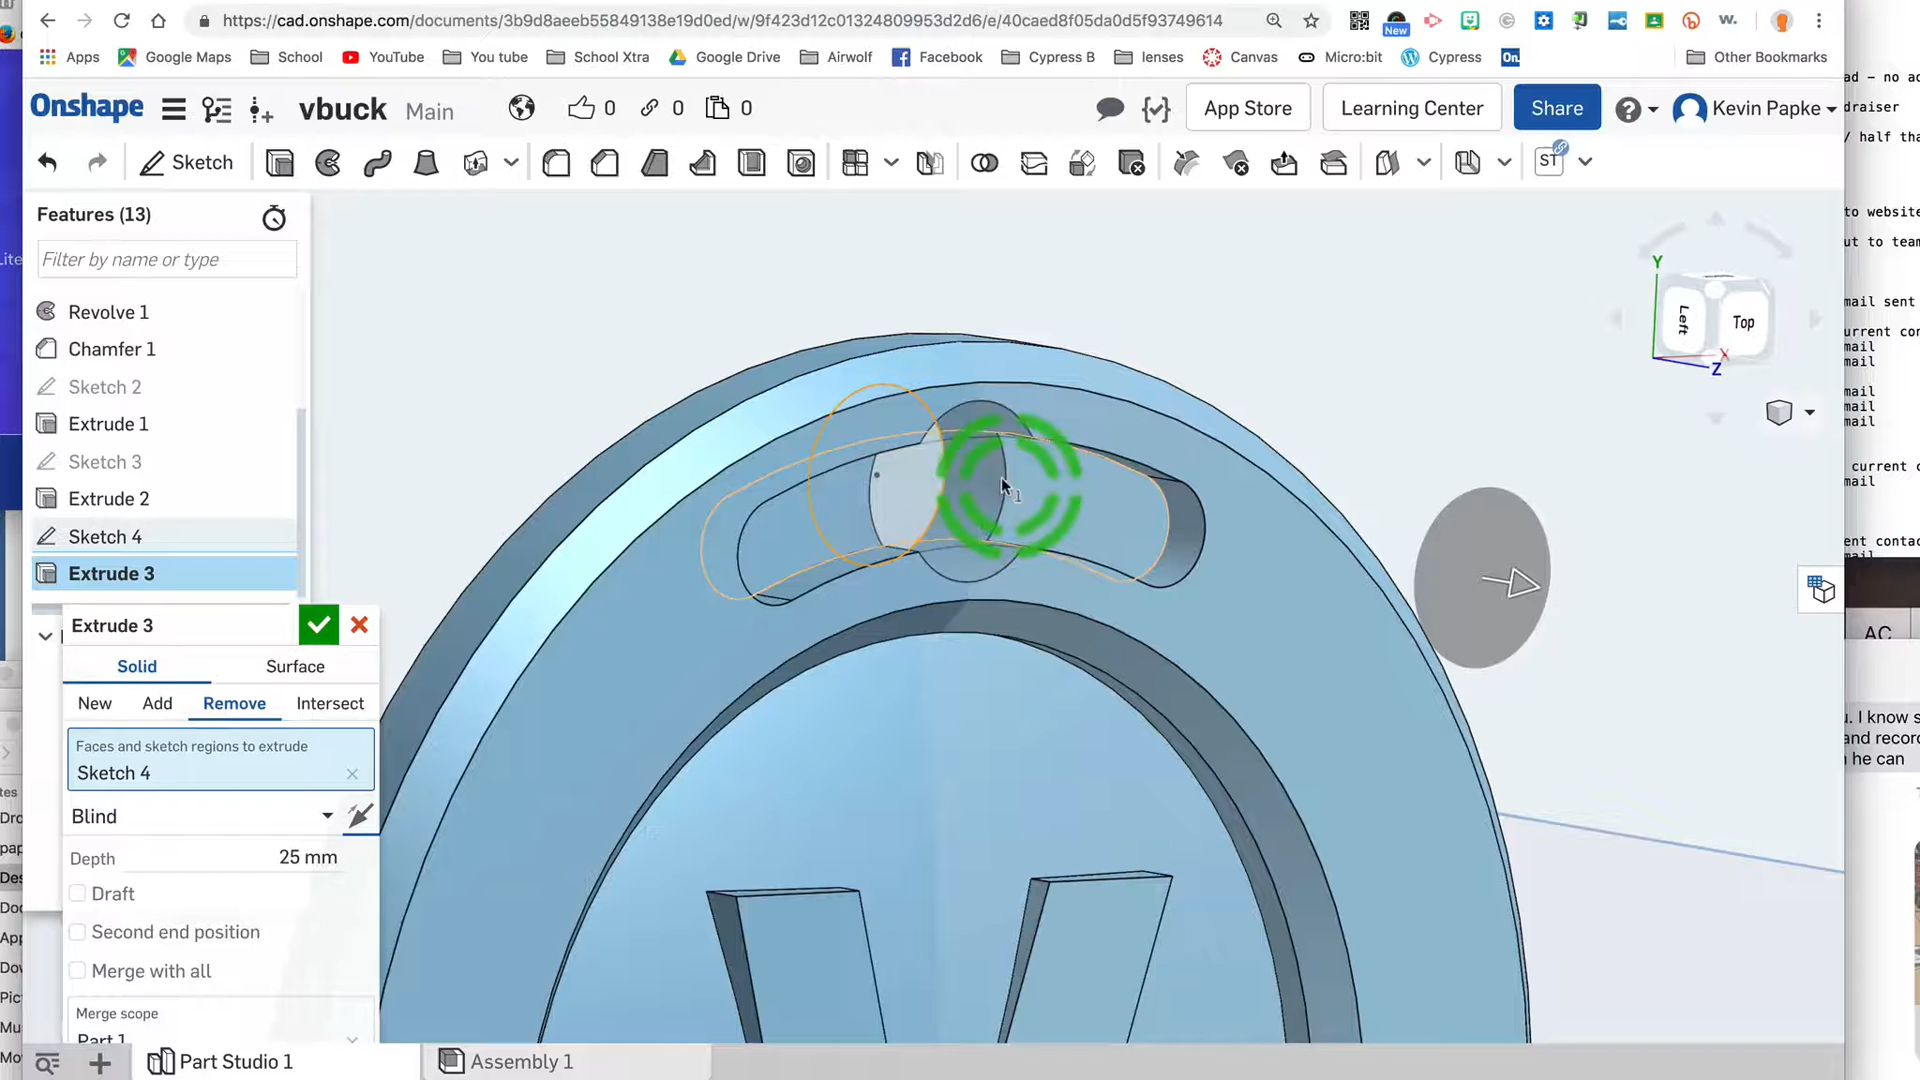 https://cad.onshape.com/documents/3b9d8aeeb55849138e19d0ed/w/9f423d12c01324809953d2d6/e/40caed8f05da0d5f93749614
New
w.
Apps Google Maps School YouTube You tube School Xtra Google Drive Airwolf Facebook Cypress B lenses Canvas Micro:bit Cypress On Other Bookmarks
Onshape vbuck Main 0 0 0 App Store Learning Center Share Kevin Papke
Sketch ST
Features (13)
Filter by name or type
Revolve 1
Chamfer 1
Sketch 2
Extrude 1
Sketch 3
Extrude 2
Sketch 4
Extrude 3
Extrude 3
Solid Surface
New Add Remove Intersect
Faces and sketch regions to extrude
Sketch 4
Blind
Depth 25 mm
Draft
Second end position
Merge with all
Merge scope
Part 1
Part Studio 1 Assembly 1
Y
Left Top
X
Z
1
ad – no
draiser
/ half tha
to website
ut to team
mail sent
urrent con
mail
mail
mail
mail
mail
current c
mail
ent contac
mail
AC
u. I know s
and record
he can